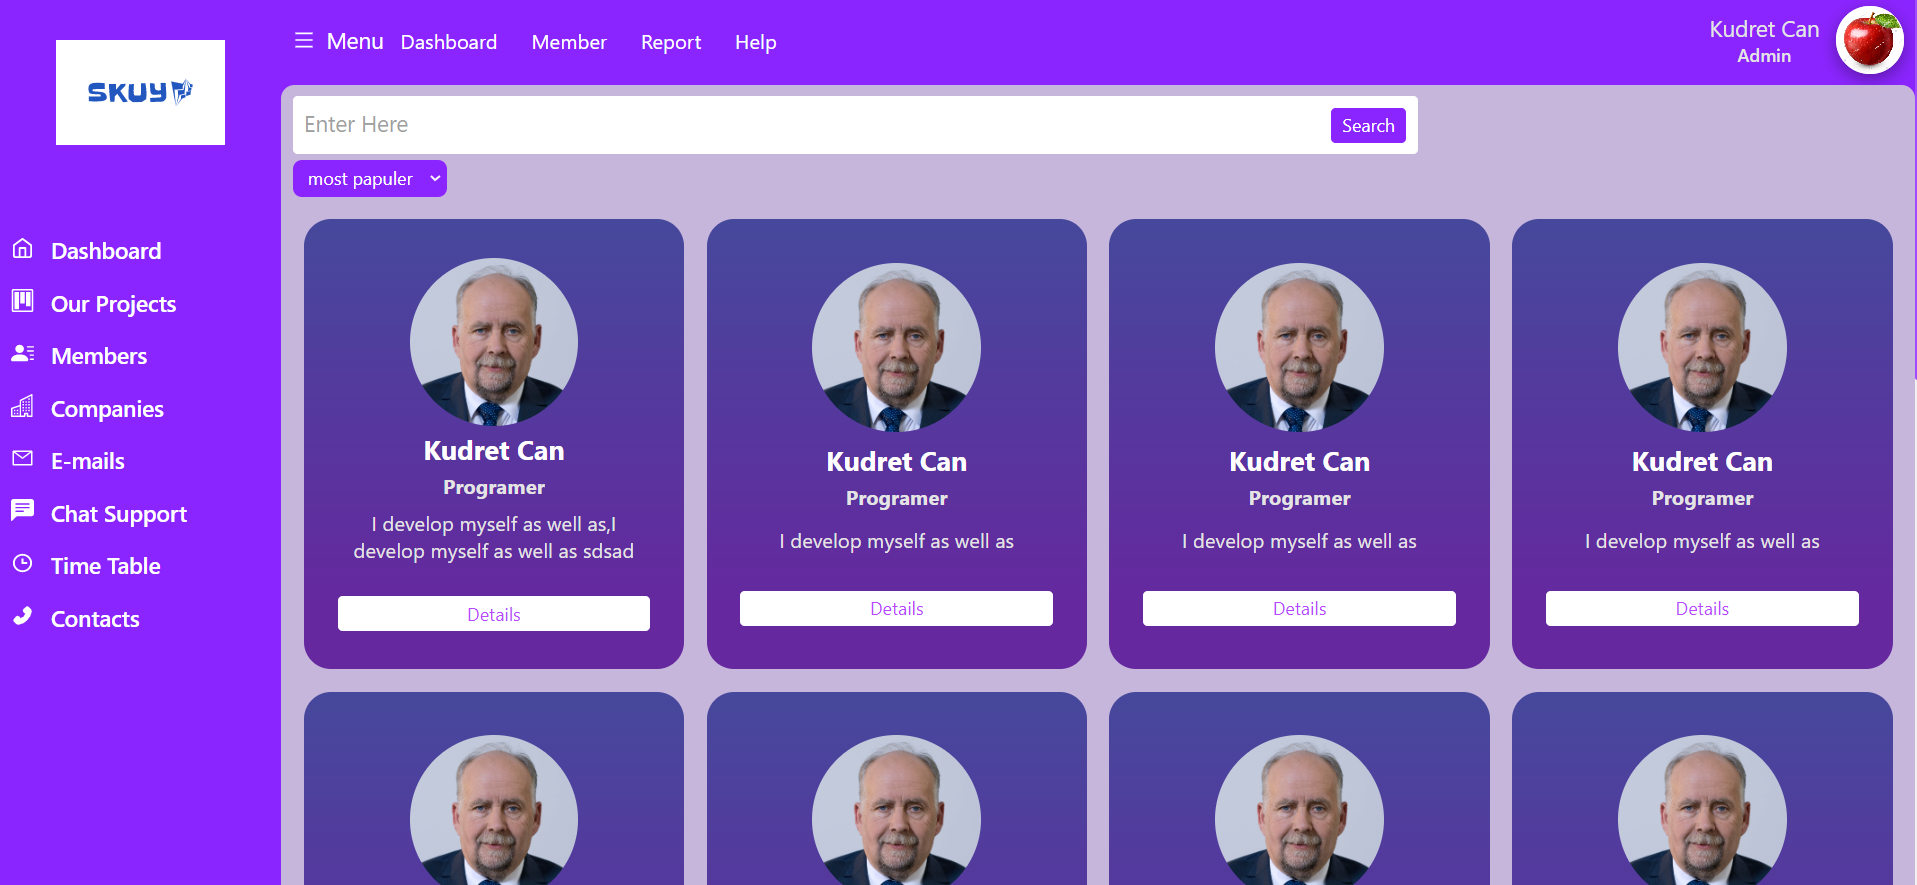 SKUY
Menu Dashboard Member Report Help
Kudret Can
Admin
Enter Here
Search
most papuler
Dashboard
Our Projects
Members
Companies
E-mails
Chat Support
Time Table
Contacts
Kudret Can
Programer
I develop myself as well as,I
develop myself as well as sdsad
Details
Kudret Can
Programer
I develop myself as well as
Details
Kudret Can
Programer
I develop myself as well as
Details
Kudret Can
Programer
I develop myself as well as
Details